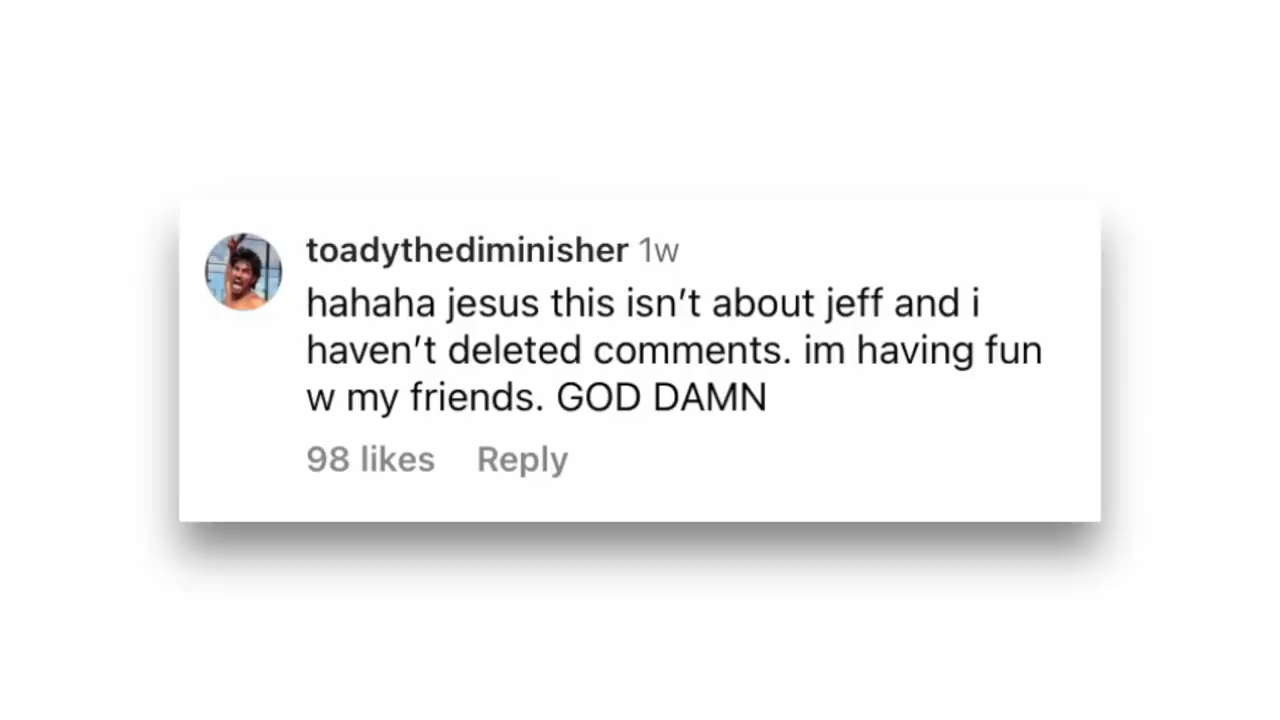 toadythediminisher 1w
hahaha jesus this isn’t about jeff and i
haven’t deleted comments. im having fun
w my friends. GOD DAMN
98 likes Reply